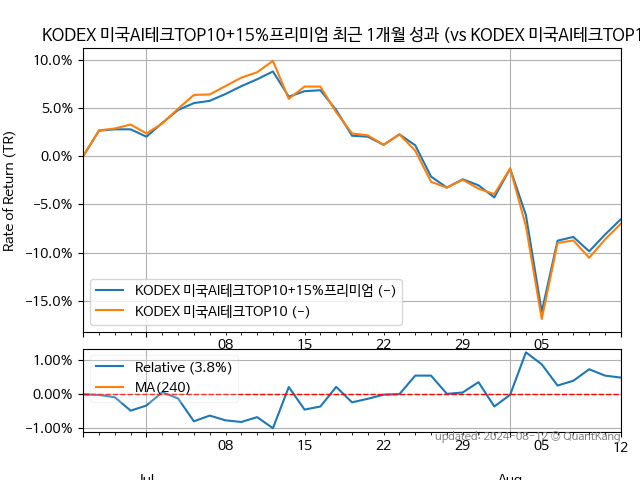 KODEX 미국AI테크TOP10+15%프리미엄 최근 1개월 성과 (vs KODEX 미국AI테크TOP1
10.0%
5.0%
0.0%
−5.0%
−10.0%
−15.0%
Rate of Return (TR)
KODEX 미국AI테크TOP10+15%프리미엄 (-)
KODEX 미국AI테크TOP10 (-)
08 15 22 29 05
1.00%
0.00%
−1.00%
Relative (3.8%)
MA(240)
08 15 22 29 05 12
updated: 2024-08-12 © QuantKang
Jul Aug